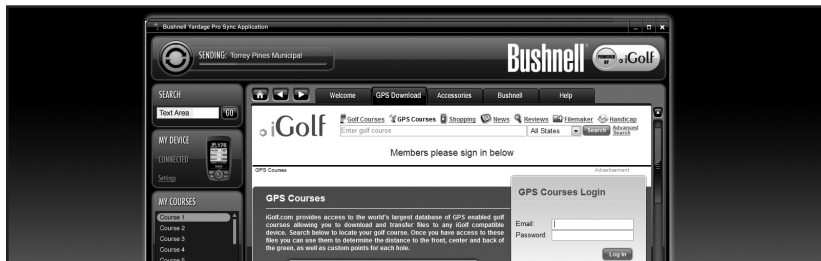 Bushnell Yardage Pro Sync Application
SENDING: Torrey Pines Municipal
Bushnell
POWERED BY iGolf
SEARCH
Text Area GO
MY DEVICE
CONNECTED
Settings
MY COURSES
Course 1
Course 2
Course 3
Course 4
Course 5
Welcome GPS Download Accessories Bushnell Help
iGolf
Golf Courses GPS Courses Shopping News Reviews Filemaker Handicap
Enter golf course All States Search Advanced Search
Members please sign in below
GPS Courses Advertisement
GPS Courses
iGolf.com provides access to the world's largest database of GPS enabled golf
courses allowing you to download and transfer files to any iGolf compatible
device. Search below to locate your golf course. Once you have access to these
files you can use them to determine the distance to the front, center and back of
the green, as well as custom points for each hole.
GPS Courses Login
Email:
Password:
Log In